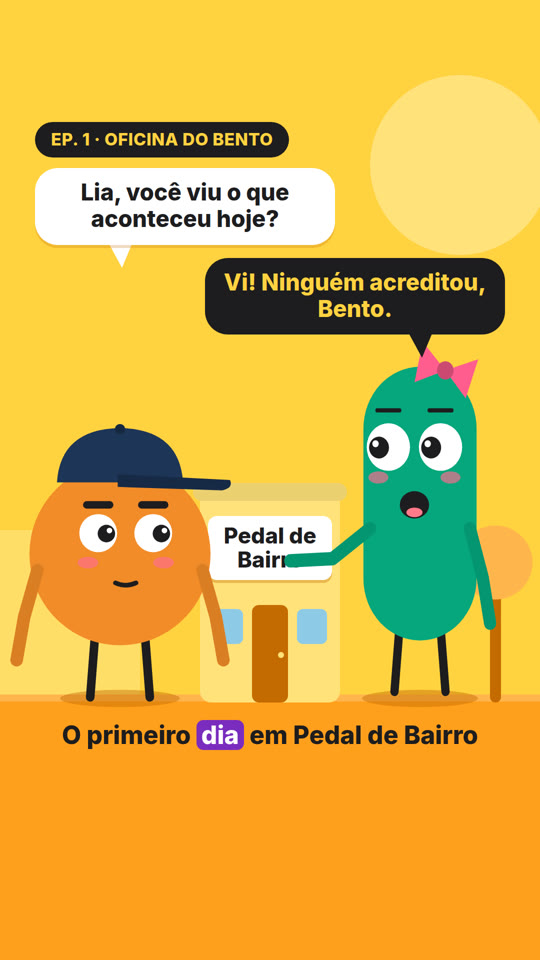 EP. 1 · OFICINA DO BENTO
Lia, você viu o que
aconteceu hoje?
Vi! Ninguém acreditou,
Bento.
Pedal de
O primeiro dia em Pedal de Bairro